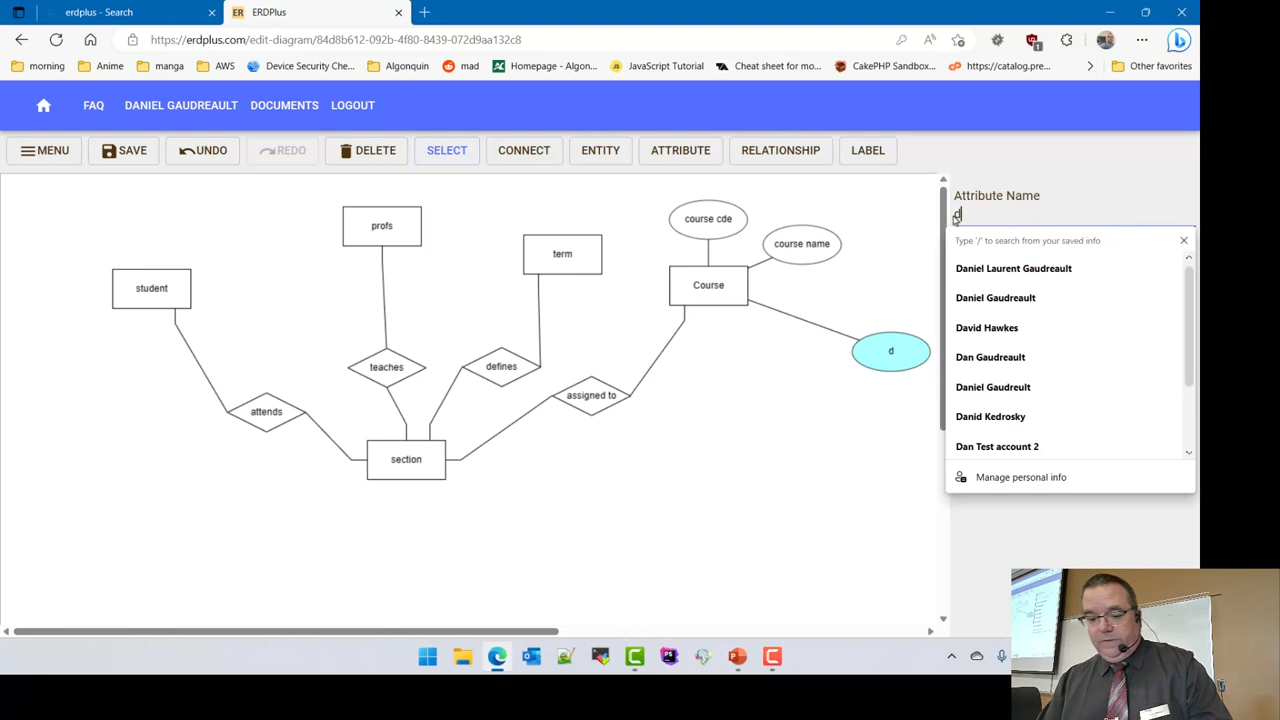 erdplus - Search
ER ERDPlus
https://erdplus.com/edit-diagram/84d8b612-092b-4f80-8439-072d9aa132c8
1
morning
Anime
manga
AWS
Device Security Che...
Algonquin
mad
Homepage - Algon...
JavaScript Tutorial
Cheat sheet for mo...
CakePHP Sandbox...
https://catalog.pre...
Other favorites
FAQ
DANIEL GAUDREAULT
DOCUMENTS
LOGOUT
MENU
SAVE
UNDO
REDO
DELETE
SELECT
CONNECT
ENTITY
ATTRIBUTE
RELATIONSHIP
LABEL
Attribute Name
d
Type '/' to search from your saved info
Daniel Laurent Gaudreault
Daniel Gaudreault
David Hawkes
Dan Gaudreault
Daniel Gaudreult
Danid Kedrosky
Dan Test account 2
Manage personal info
course cde
profs
course name
term
student
Course
d
teaches
defines
assigned to
attends
section